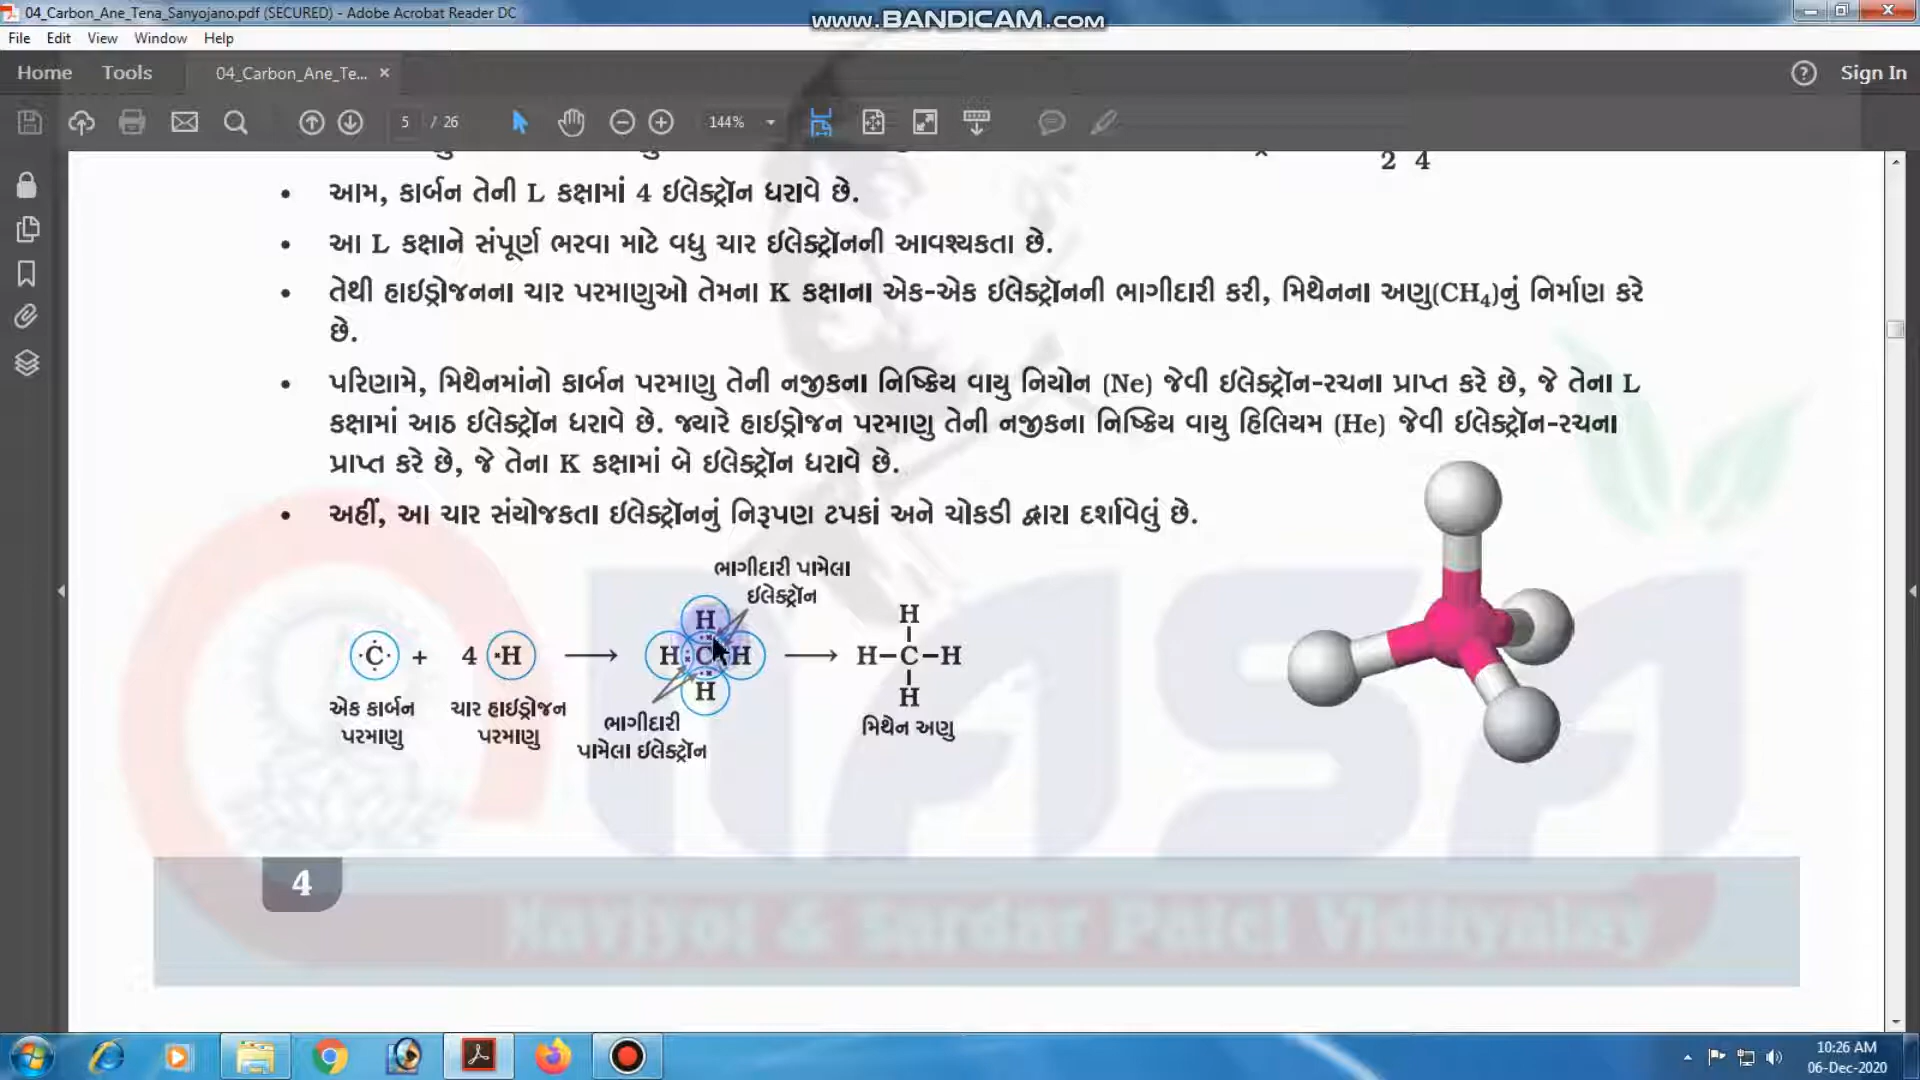 04_Carbon_Ane_Tena_Sanyojano.pdf (SECURED) - Adobe Acrobat Reader DC
WWW.BANDICAM.COM
File Edit View Window Help
Home Tools 04_Carbon_Ane_Te... × Sign In
5 / 26 144%
2 4
• આમ, કાર્બન તેની L કક્ષામાં 4 ઇલેક્ટ્રૉન ધરાવે છે.
• આ L કક્ષાને સંપૂર્ણ ભરવા માટે વધુ ચાર ઇલેક્ટ્રૉનની આવશ્યકતા છે.
• તેથી હાઇડ્રોજનના ચાર પરમાણુઓ તેમના K કક્ષાના એક-એક ઇલેક્ટ્રૉનની ભાગીદારી કરી, મિથેનના અણુ(CH₄)નું નિર્માણ કરે
છે.
• પરિણામે, મિથેનમાંનો કાર્બન પરમાણુ તેની નજીકના નિષ્ક્રિય વાયુ નિયોન (Ne) જેવી ઇલેક્ટ્રૉન-રચના પ્રાપ્ત કરે છે, જે તેના L
કક્ષામાં આઠ ઇલેક્ટ્રૉન ધરાવે છે. જ્યારે હાઇડ્રોજન પરમાણુ તેની નજીકના નિષ્ક્રિય વાયુ હિલિયમ (He) જેવી ઇલેક્ટ્રૉન-રચના
પ્રાપ્ત કરે છે, જે તેના K કક્ષામાં બે ઇલેક્ટ્રૉન ધરાવે છે.
• અહીં, આ ચાર સંયોજકતા ઇલેક્ટ્રૉનનું નિરૂપણ ટપકાં અને ચોકડી દ્વારા દર્શાવેલું છે.
ભાગીદારી પામેલા
ઇલેક્ટ્રૉન
H H
C + 4 H ⟶ H C H ⟶ H–C–H
H H
એક કાર્બન
પરમાણુ
ચાર હાઇડ્રોજન
પરમાણુ
ભાગીદારી
પામેલા ઇલેક્ટ્રૉન
મિથેન અણુ
NASA
4
Navjyot & Sardar Patel Vidhyalay
10:26 AM
06-Dec-2020